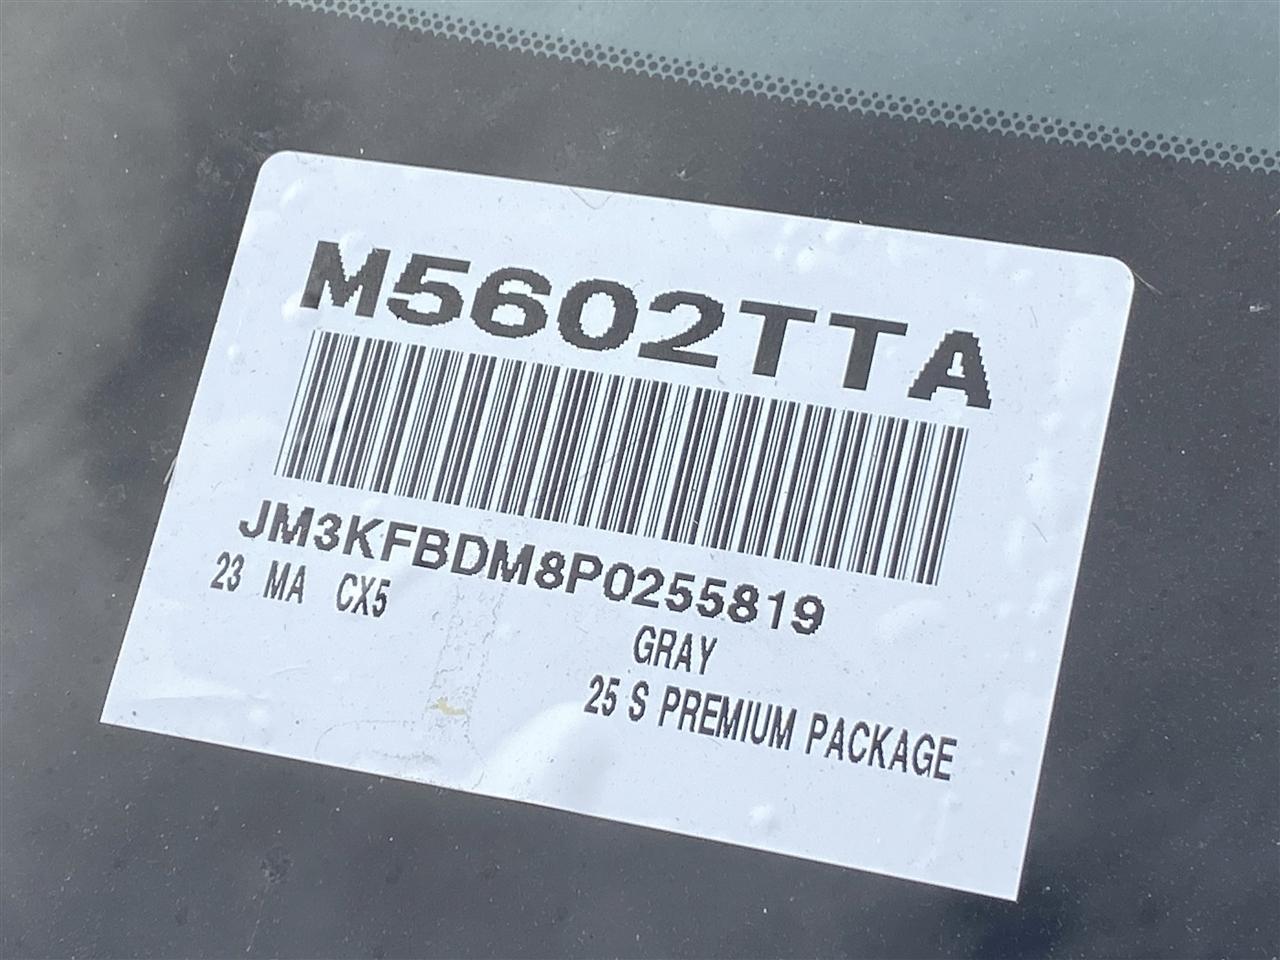 M5602TTA
JM3KFBDM8P0255819
23 MA CX5
GRAY
25 S PREMIUM PACKAGE